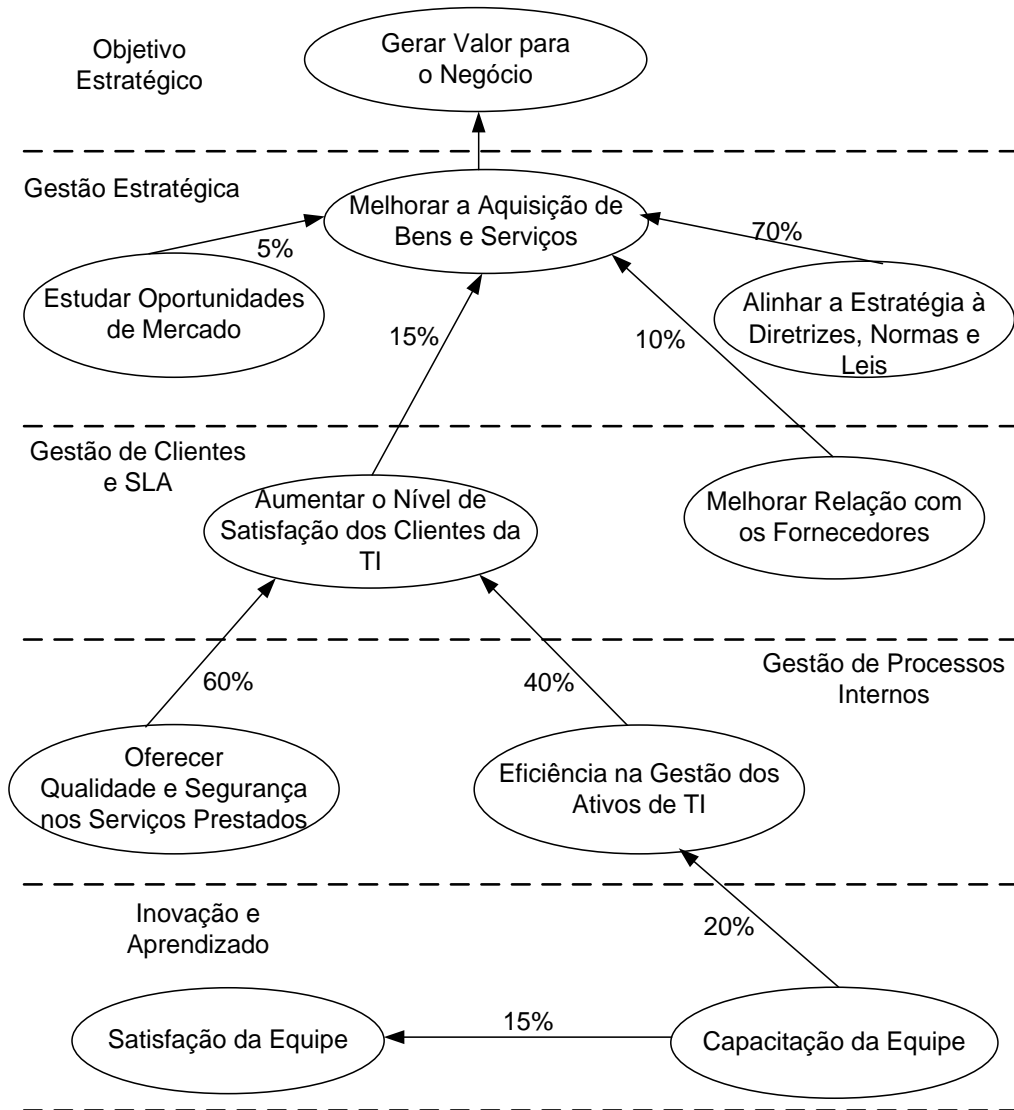 Objetivo
Estratégico
Gerar Valor para
o Negócio
Gestão Estratégica
Melhorar a Aquisição de
Bens e Serviços
5%
70%
Estudar Oportunidades
de Mercado
Alinhar a Estratégia à
Diretrizes, Normas e
Leis
15%
10%
Gestão de Clientes
e SLA
Aumentar o Nível de
Satisfação dos Clientes da
TI
Melhorar Relação com
os Fornecedores
Gestão de Processos
Internos
60%
40%
Oferecer
Qualidade e Segurança
nos Serviços Prestados
Eficiência na Gestão dos
Ativos de TI
Inovação e
Aprendizado
20%
Satisfação da Equipe
15%
Capacitação da Equipe